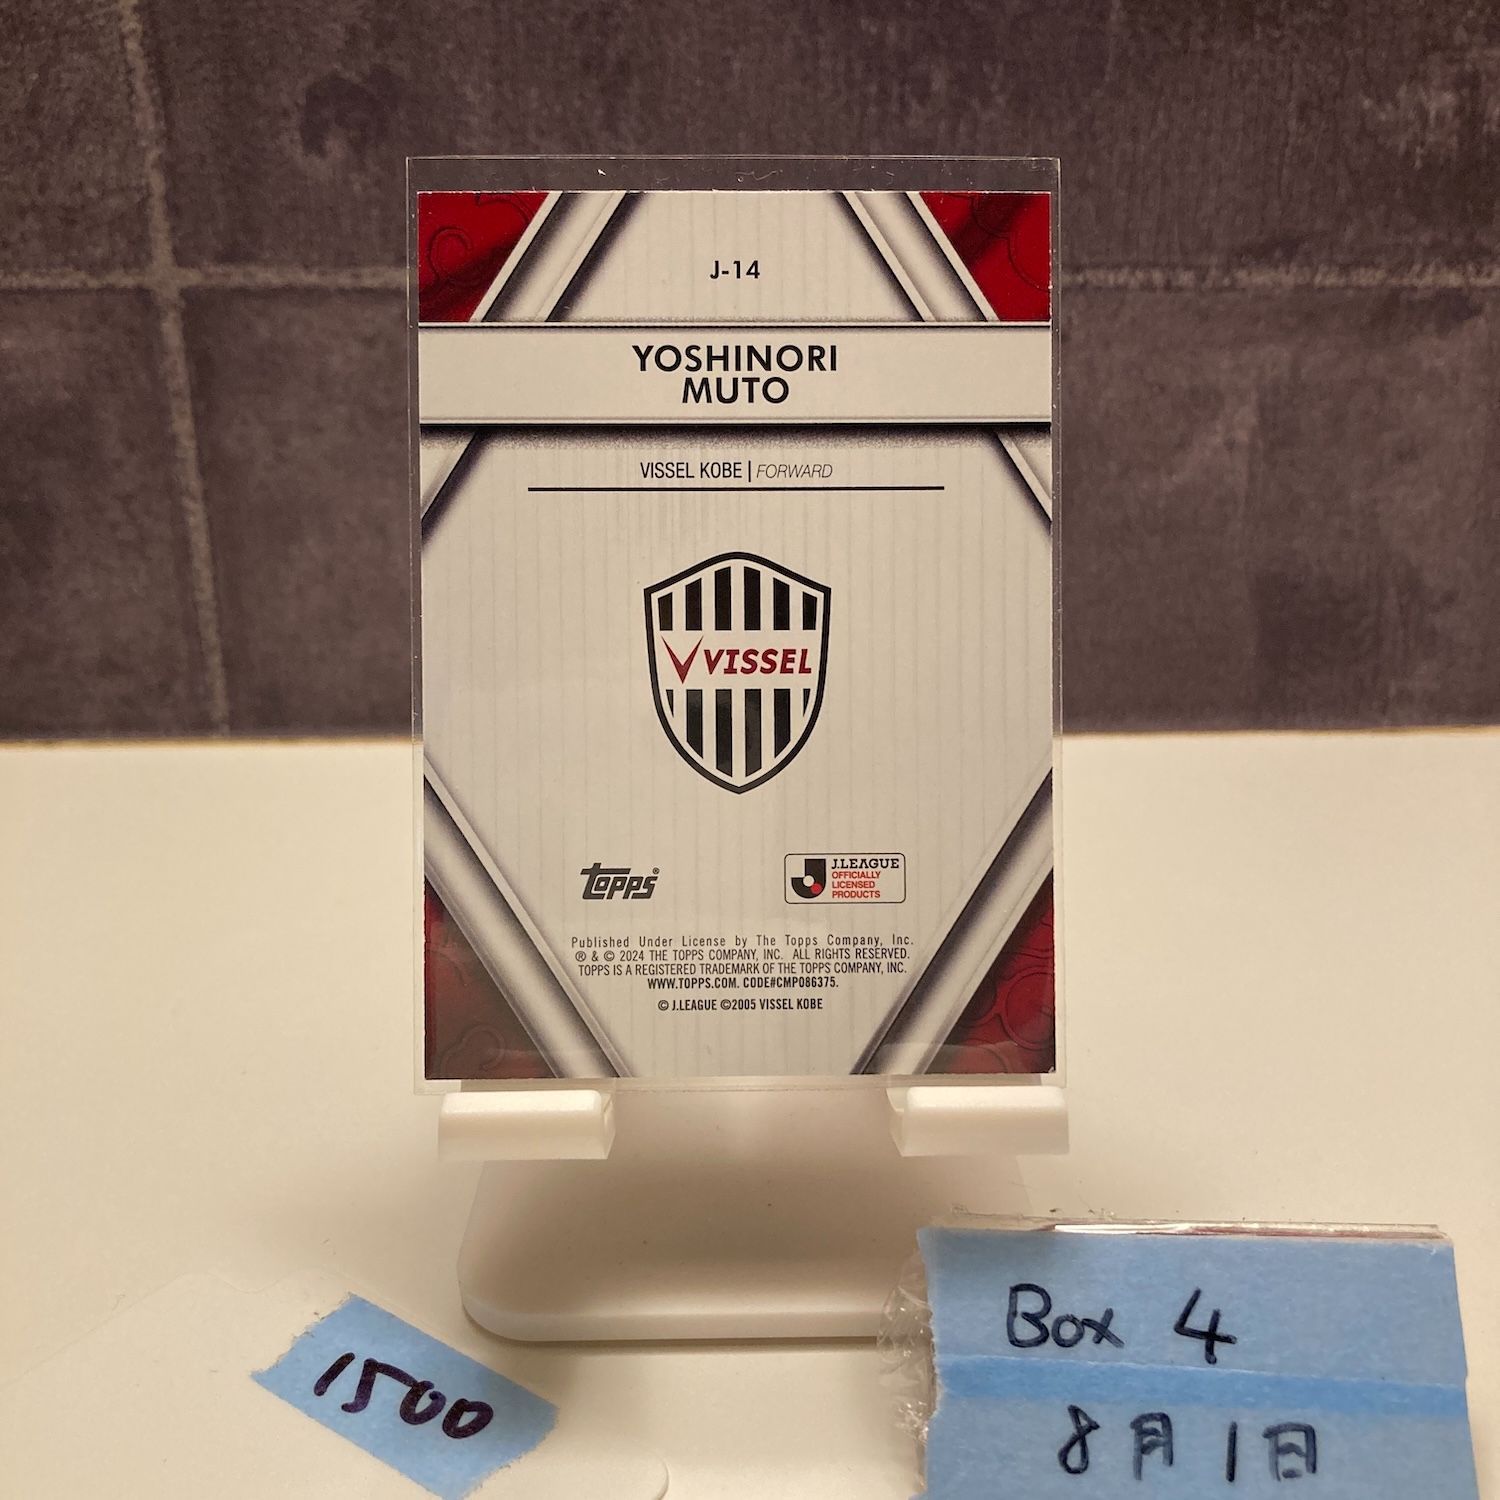 J-14
YOSHINORI
MUTO
VISSEL KOBE | FORWARD
VISSEL
topps®
J.LEAGUE
OFFICIALLY
LICENSED
PRODUCTS
Published Under License by The Topps Company, Inc.
® & © 2024 THE TOPPS COMPANY, INC. ALL RIGHTS RESERVED.
TOPPS IS A REGISTERED TRADEMARK OF THE TOPPS COMPANY, INC.
WWW.TOPPS.COM. CODE#CMP086375.
© J.LEAGUE ©2005 VISSEL KOBE
1500
Box 4
8月1日